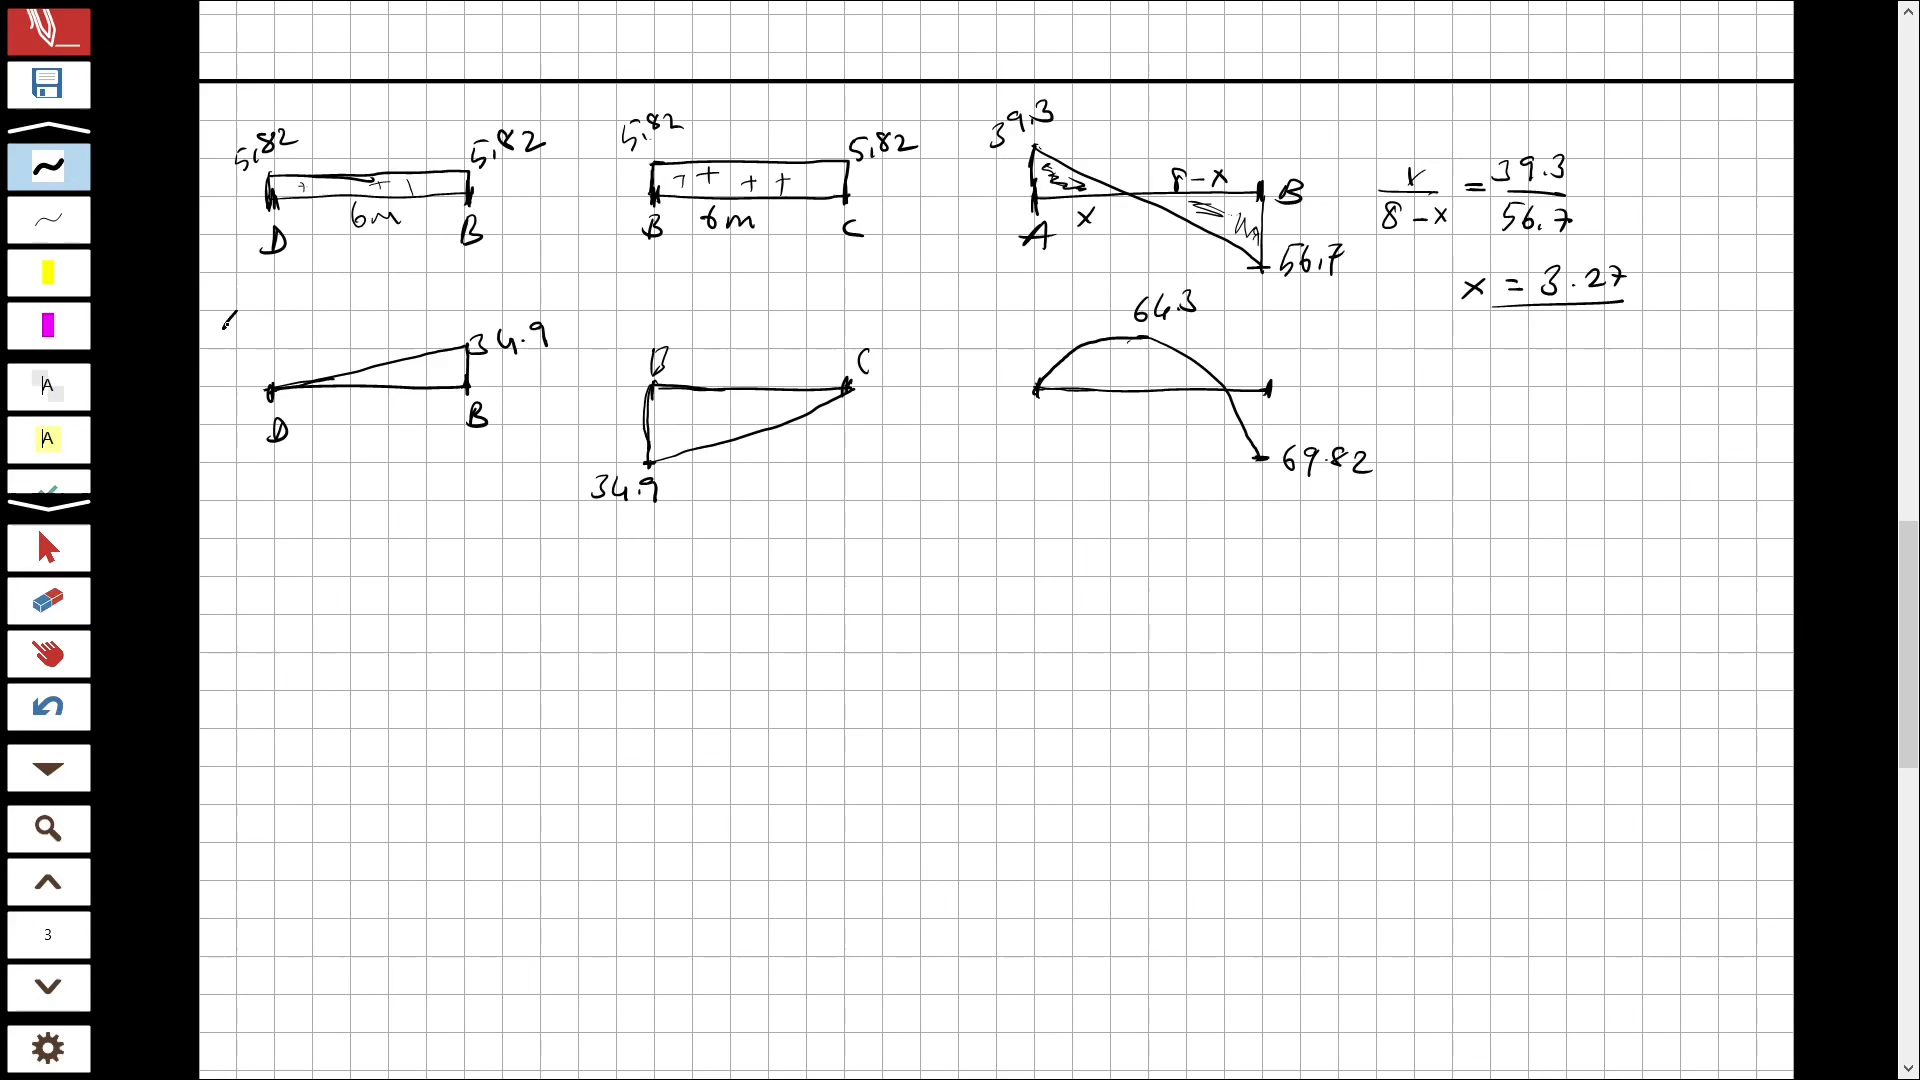 5,82 5,82
+ + |
6m
D B
5,82 5,82
+ + + +
6m
B C
39.3
8-x B
A x
56,7
x/8-x = 39.3/56.7
x = 3.27
34.9
D B
B C
34.9
64.3
69.82
A
A
3